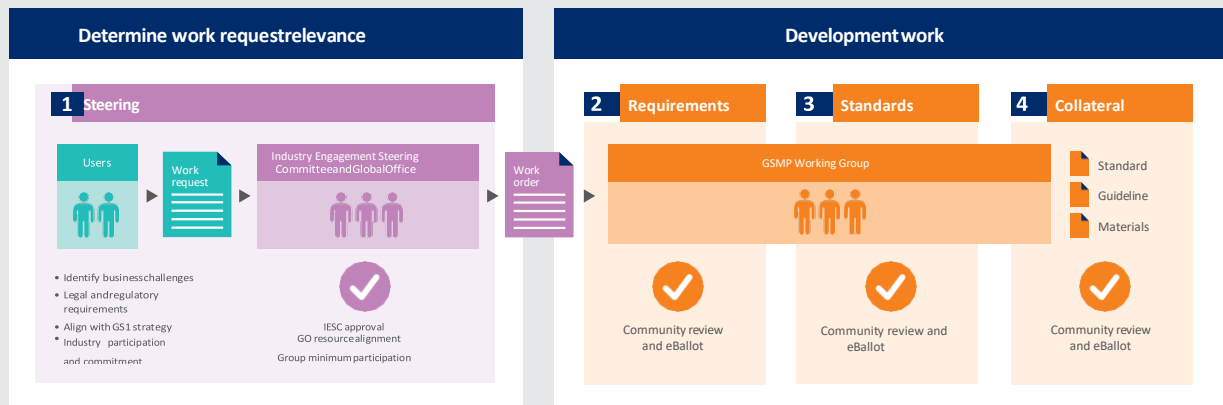 Determine work requestrelevance
Development work
1 Steering
2 Requirements
3 Standards
4 Collateral
Users
Work
request
Industry Engagement Steering
CommitteeandGlobalOffice
Work
order
GSMP Working Group
Standard
Guideline
Materials
• Identify businesschallenges
• Legal andregulatory
requirements
• Align with GS1 strategy
• Industry participation
and commitment
IESC approval
GO resourcealignment
Group minimumparticipation
Community review
and eBallot
Community review and
eBallot
Community review
and eBallot